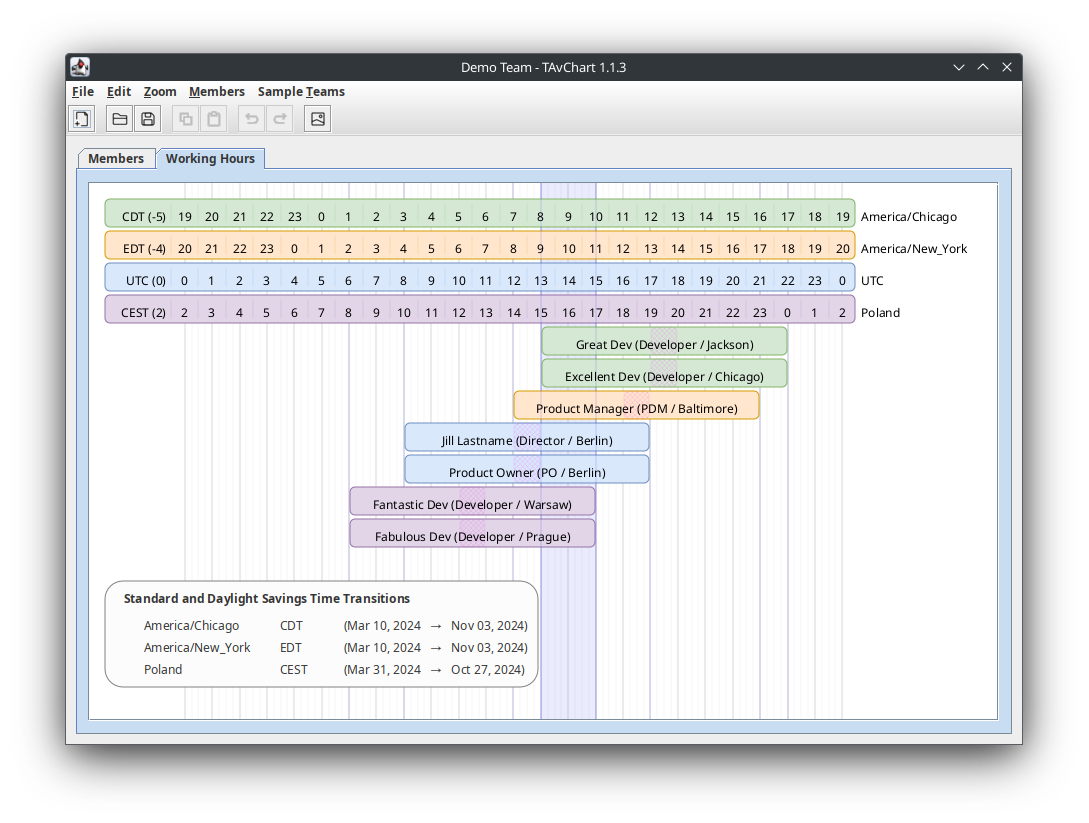 Demo Team - TAvChart 1.1.3
File Edit Zoom Members Sample Teams
Members Working Hours
CDT (-5) 19 20 21 22 23 0 1 2 3 4 5 6 7 8 9 10 11 12 13 14 15 16 17 18 19 America/Chicago
EDT (-4) 20 21 22 23 0 1 2 3 4 5 6 7 8 9 10 11 12 13 14 15 16 17 18 19 20 America/New_York
UTC (0) 0 1 2 3 4 5 6 7 8 9 10 11 12 13 14 15 16 17 18 19 20 21 22 23 0 UTC
CEST (2) 2 3 4 5 6 7 8 9 10 11 12 13 14 15 16 17 18 19 20 21 22 23 0 1 2 Poland
Great Dev (Developer / Jackson)
Excellent Dev (Developer / Chicago)
Product Manager (PDM / Baltimore)
Jill Lastname (Director / Berlin)
Product Owner (PO / Berlin)
Fantastic Dev (Developer / Warsaw)
Fabulous Dev (Developer / Prague)
Standard and Daylight Savings Time Transitions
America/Chicago CDT (Mar 10, 2024 → Nov 03, 2024)
America/New_York EDT (Mar 10, 2024 → Nov 03, 2024)
Poland CEST (Mar 31, 2024 → Oct 27, 2024)